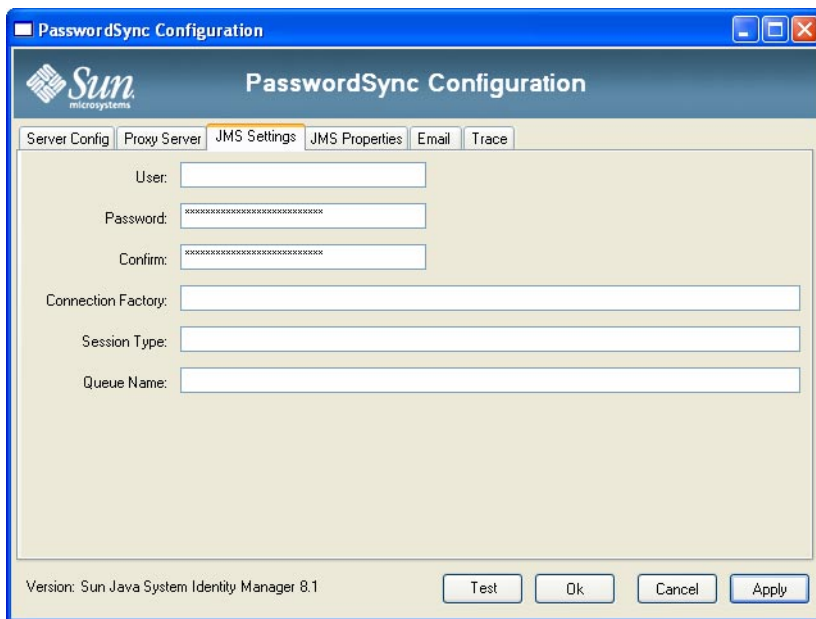 PasswordSync Configuration
Sun
microsystems
PasswordSync Configuration
Server Config Proxy Server JMS Settings JMS Properties Email Trace
User:
Password: ***************************
Confirm: ***************************
Connection Factory:
Session Type:
Queue Name:
Version: Sun Java System Identity Manager 8.1
Test Ok Cancel Apply